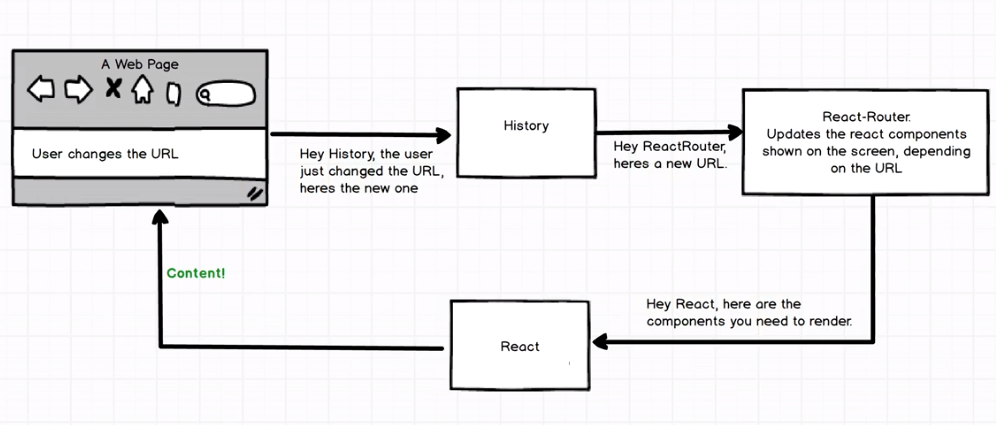 A Web Page
User changes the URL
Hey History, the user
just changed the URL,
heres the new one
History
Hey ReactRouter,
heres a new URL.
React-Router.
Updates the react components
shown on the screen, depending
on the URL
Content!
Hey React, here are the
components you need to render.
React